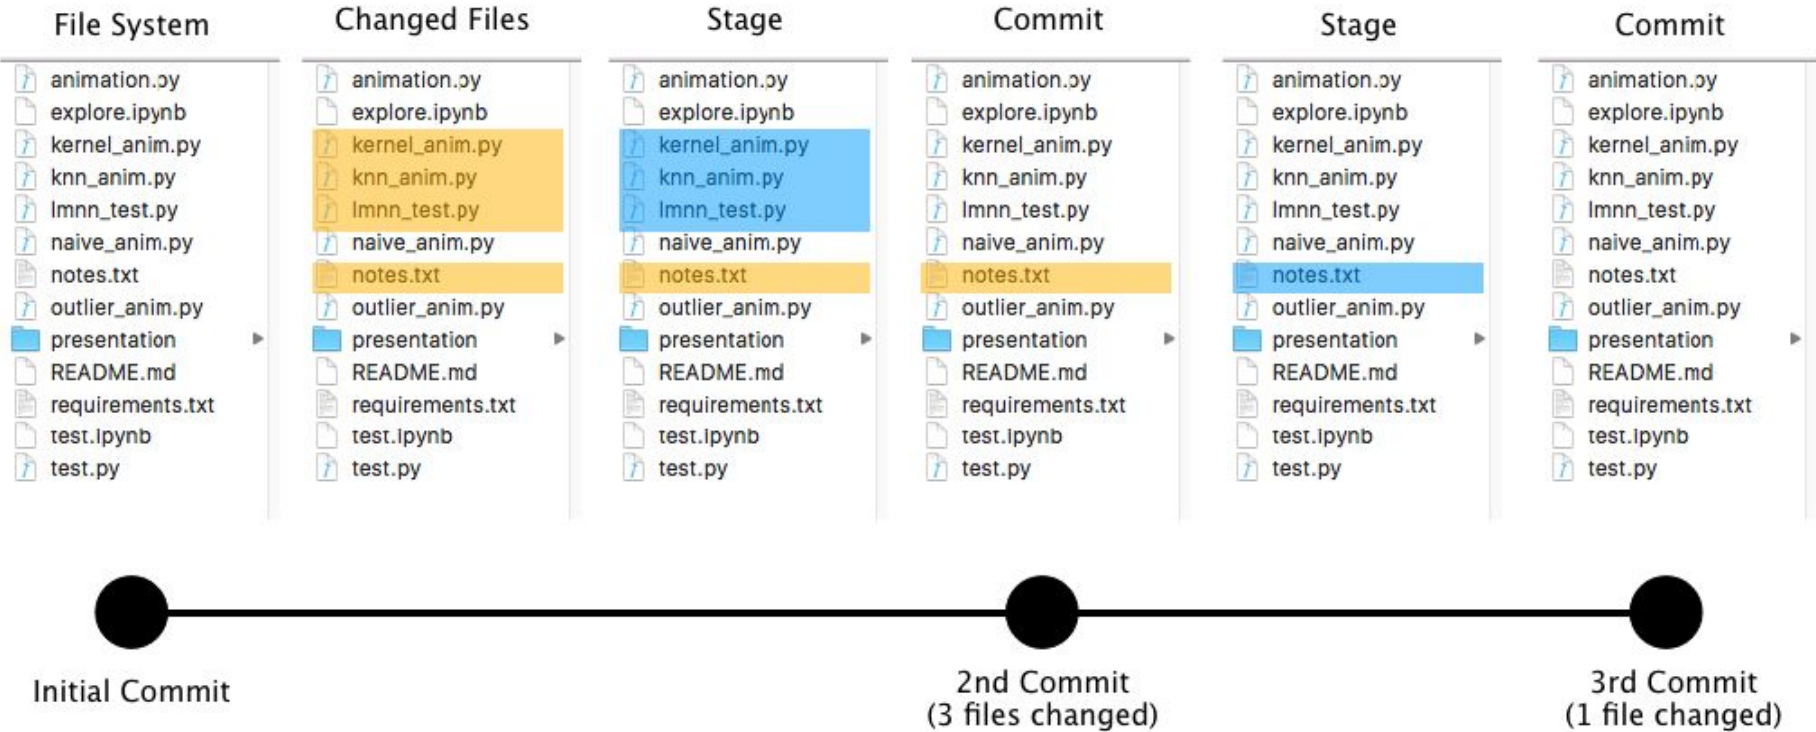 File System
animation.py
explore.ipynb
kernel_anim.py
knn_anim.py
lmnn_test.py
naive_anim.py
notes.txt
outlier_anim.py
presentation
README.md
requirements.txt
test.ipynb
test.py
Changed Files
animation.py
explore.ipynb
kernel_anim.py
knn_anim.py
lmnn_test.py
naive_anim.py
notes.txt
outlier_anim.py
presentation
README.md
requirements.txt
test.ipynb
test.py
Stage
animation.py
explore.ipynb
kernel_anim.py
knn_anim.py
lmnn_test.py
naive_anim.py
notes.txt
outlier_anim.py
presentation
README.md
requirements.txt
test.ipynb
test.py
Commit
animation.py
explore.ipynb
kernel_anim.py
knn_anim.py
lmnn_test.py
naive_anim.py
notes.txt
outlier_anim.py
presentation
README.md
requirements.txt
test.ipynb
test.py
Stage
animation.py
explore.ipynb
kernel_anim.py
knn_anim.py
lmnn_test.py
naive_anim.py
notes.txt
outlier_anim.py
presentation
README.md
requirements.txt
test.ipynb
test.py
Commit
animation.py
explore.ipynb
kernel_anim.py
knn_anim.py
lmnn_test.py
naive_anim.py
notes.txt
outlier_anim.py
presentation
README.md
requirements.txt
test.ipynb
test.py
Initial Commit
2nd Commit
(3 files changed)
3rd Commit
(1 file changed)